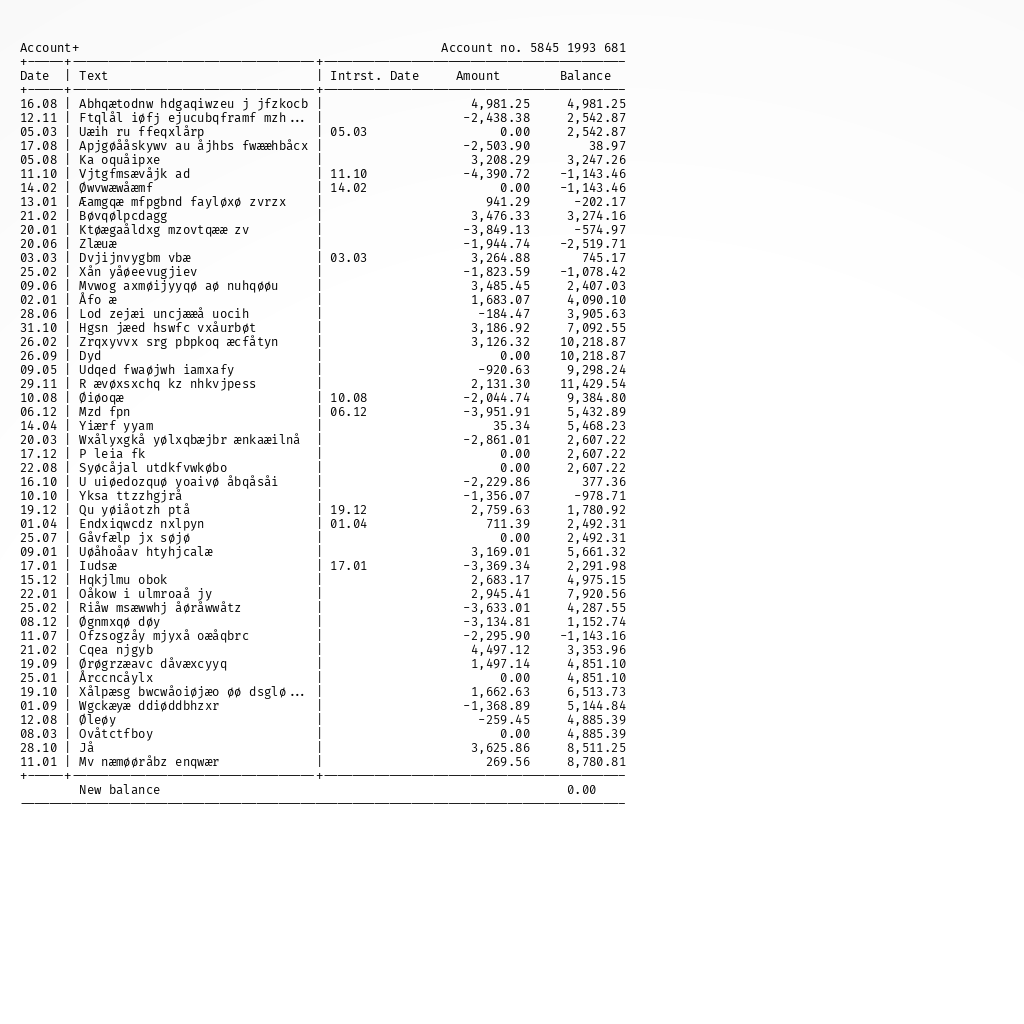 Account+ Account no. 5845 1993 681
Date | Text | Intrst. Date Amount Balance
16.08 | Abhqætodnw hdgaqiwzeu j jfzkocb | 4,981.25 4,981.25
12.11 | Ftqlål iøfj ejucubqframf mzh... | -2,438.38 2,542.87
05.03 | Uæih ru ffeqxlårp | 05.03 0.00 2,542.87
17.08 | Apjgøååskywv au åjhbs fwææhbåcx | -2,503.90 38.97
05.08 | Ka oquåipxe | 3,208.29 3,247.26
11.10 | Vjtgfmsævåjk ad | 11.10 -4,390.72 -1,143.46
14.02 | Øwvwæwåæmf | 14.02 0.00 -1,143.46
13.01 | Æamgqæ mfpgbnd fayløxø zvrzx | 941.29 -202.17
21.02 | Bøvqølpcdagg | 3,476.33 3,274.16
20.01 | Ktøægaåldxg mzovtqææ zv | -3,849.13 -574.97
20.06 | Zlæuæ | -1,944.74 -2,519.71
03.03 | Dvjijnvygbm vbæ | 03.03 3,264.88 745.17
25.02 | Xån yåøeevugjiev | -1,823.59 -1,078.42
09.06 | Mvwog axmøijyyqø aø nuhqøøu | 3,485.45 2,407.03
02.01 | Åfo æ | 1,683.07 4,090.10
28.06 | Lod zejæi uncjææå uocih | -184.47 3,905.63
31.10 | Hgsn jæed hswfc vxåurbøt | 3,186.92 7,092.55
26.02 | Zrqxyvvx srg pbpkoq æcfåtyn | 3,126.32 10,218.87
26.09 | Dyd | 0.00 10,218.87
09.05 | Udqed fwaøjwh iamxafy | -920.63 9,298.24
29.11 | R ævøxsxchq kz nhkvjpess | 2,131.30 11,429.54
10.08 | Øiøoqæ | 10.08 -2,044.74 9,384.80
06.12 | Mzd fpn | 06.12 -3,951.91 5,432.89
14.04 | Yiærf yyam | 35.34 5,468.23
20.03 | Wxålyxgkå yølxqbæjbr ænkaæilnå | -2,861.01 2,607.22
17.12 | P leia fk | 0.00 2,607.22
22.08 | Syøcåjal utdkfvwkøbo | 0.00 2,607.22
16.10 | U uiøedozquø yoaivø åbqåsåi | -2,229.86 377.36
10.10 | Yksa ttzzhgjrå | -1,356.07 -978.71
19.12 | Qu yøiåotzh ptå | 19.12 2,759.63 1,780.92
01.04 | Endxiqwcdz nxlpyn | 01.04 711.39 2,492.31
25.07 | Gåvfælp jx søjø | 0.00 2,492.31
09.01 | Uøåhoåav htyhjcalæ | 3,169.01 5,661.32
17.01 | Iudsæ | 17.01 -3,369.34 2,291.98
15.12 | Hqkjlmu obok | 2,683.17 4,975.15
22.01 | Oåkow i ulmroaå jy | 2,945.41 7,920.56
25.02 | Riåw msæwwhj åøråwwåtz | -3,633.01 4,287.55
08.12 | Øgnmxqø døy | -3,134.81 1,152.74
11.07 | Ofzsogzåy mjyxå oæåqbrc | -2,295.90 -1,143.16
21.02 | Cqea njgyb | 4,497.12 3,353.96
19.09 | Ørøgrzæavc dåvæxcyyq | 1,497.14 4,851.10
25.01 | Årccncåylx | 0.00 4,851.10
19.10 | Xålpæsg bwcwåoiøjæo øø dsglø... | 1,662.63 6,513.73
01.09 | Wgckæyæ ddiøddbhzxr | -1,368.89 5,144.84
12.08 | Øleøy | -259.45 4,885.39
08.03 | Ovåtctfboy | 0.00 4,885.39
28.10 | Jå | 3,625.86 8,511.25
11.01 | Mv næmøøråbz enqwær | 269.56 8,780.81
New balance 0.00